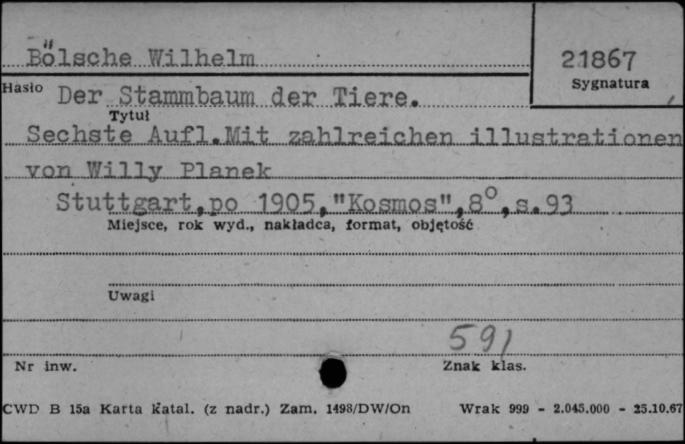 Bölsche Wilhelm
21867
Hasło
Sygnatura
Der Stammbaum der Tiere.
Tytuł
Sechste Aufl.Mit zahlreichen illustrationen
von Willy Planek
Stuttgart,po 1905,"Kosmos",8°,s.93
Miejsce, rok wyd., nakładca, format, objętość
Uwagi
591
Nr inw.
Znak klas.
CWD B 15a Karta katal. (z nadr.) Zam. 1498/DW/On Wrak 999 - 2.045.000 - 25.10.67